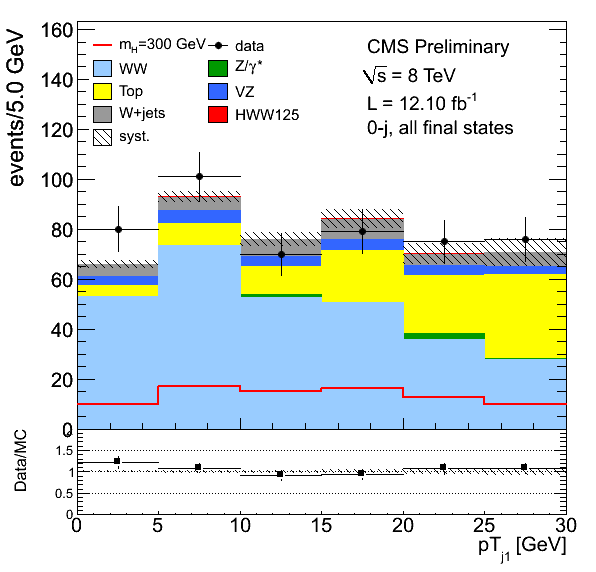 events/5.0 GeV
160
140
120
100
80
60
40
20
0
m_H=300 GeV
data
WW
Z/γ*
Top
VZ
W+jets
HWW125
syst.
CMS Preliminary
√s = 8 TeV
L = 12.10 fb⁻¹
0-j, all final states
Data/MC
2
1.5
1
0.5
0
0 5 10 15 20 25 30
pT_j1 [GeV]